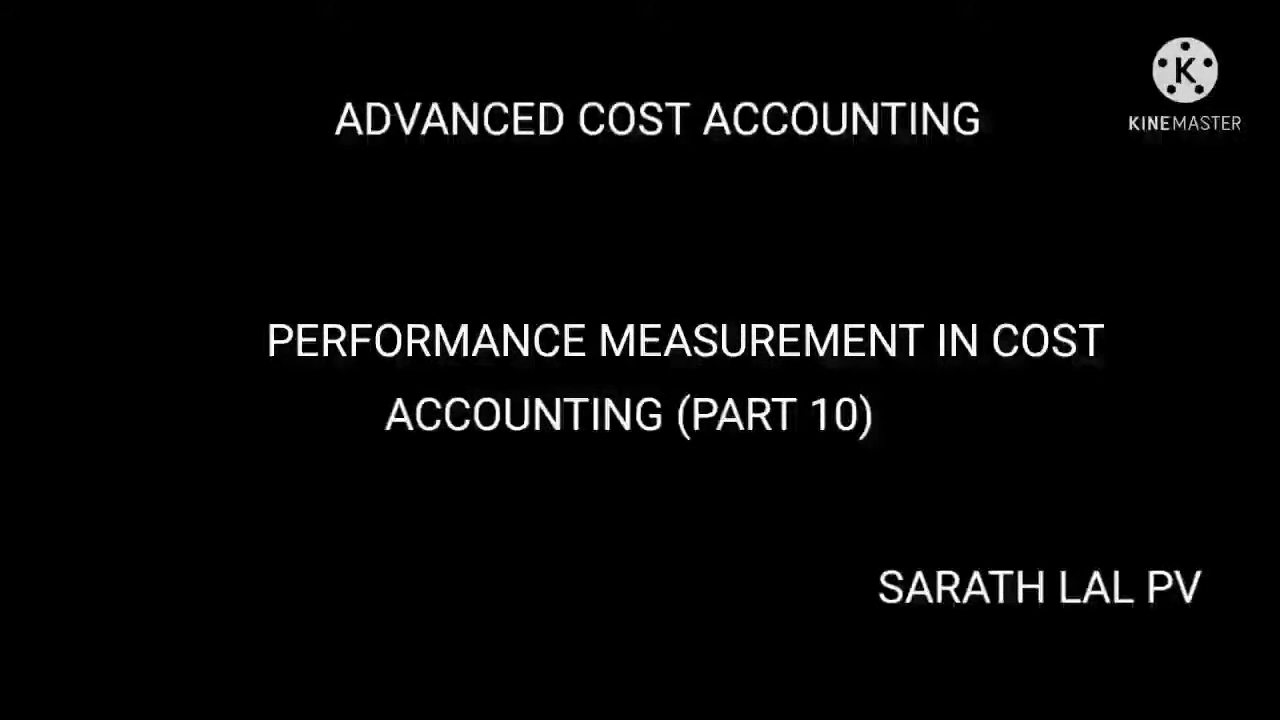 ADVANCED COST ACCOUNTING
K
KINEMASTER
PERFORMANCE MEASUREMENT IN COST
ACCOUNTING (PART 10)
SARATH LAL PV